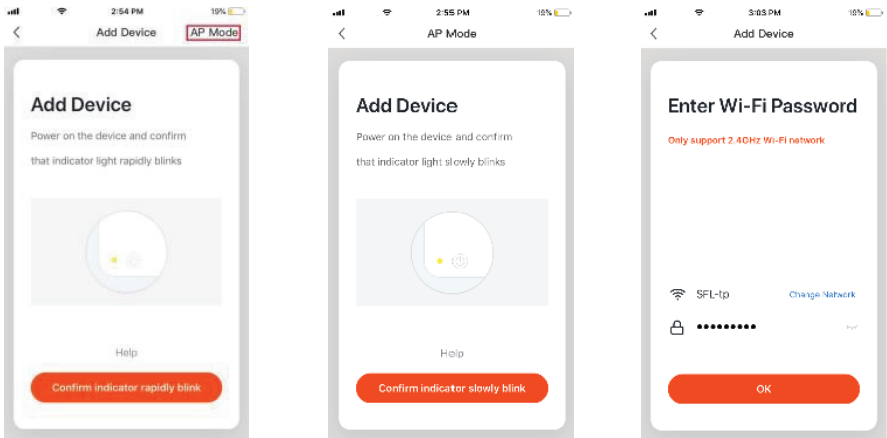 2:54 PM
19%
Add Device
AP Mode
Add Device
Power on the device and confirm
that indicator light rapidly blinks
Help
Confirm indicator rapidly blink
2:55 PM
19%
AP Mode
Add Device
Power on the device and confirm
that indicator light slowly blinks
Help
Confirm indicator slowly blink
3:03 PM
19%
Add Device
Enter Wi-Fi Password
Only support 2.4GHz Wi-Fi network
SFL-tp
Change Network
•••••••••
OK